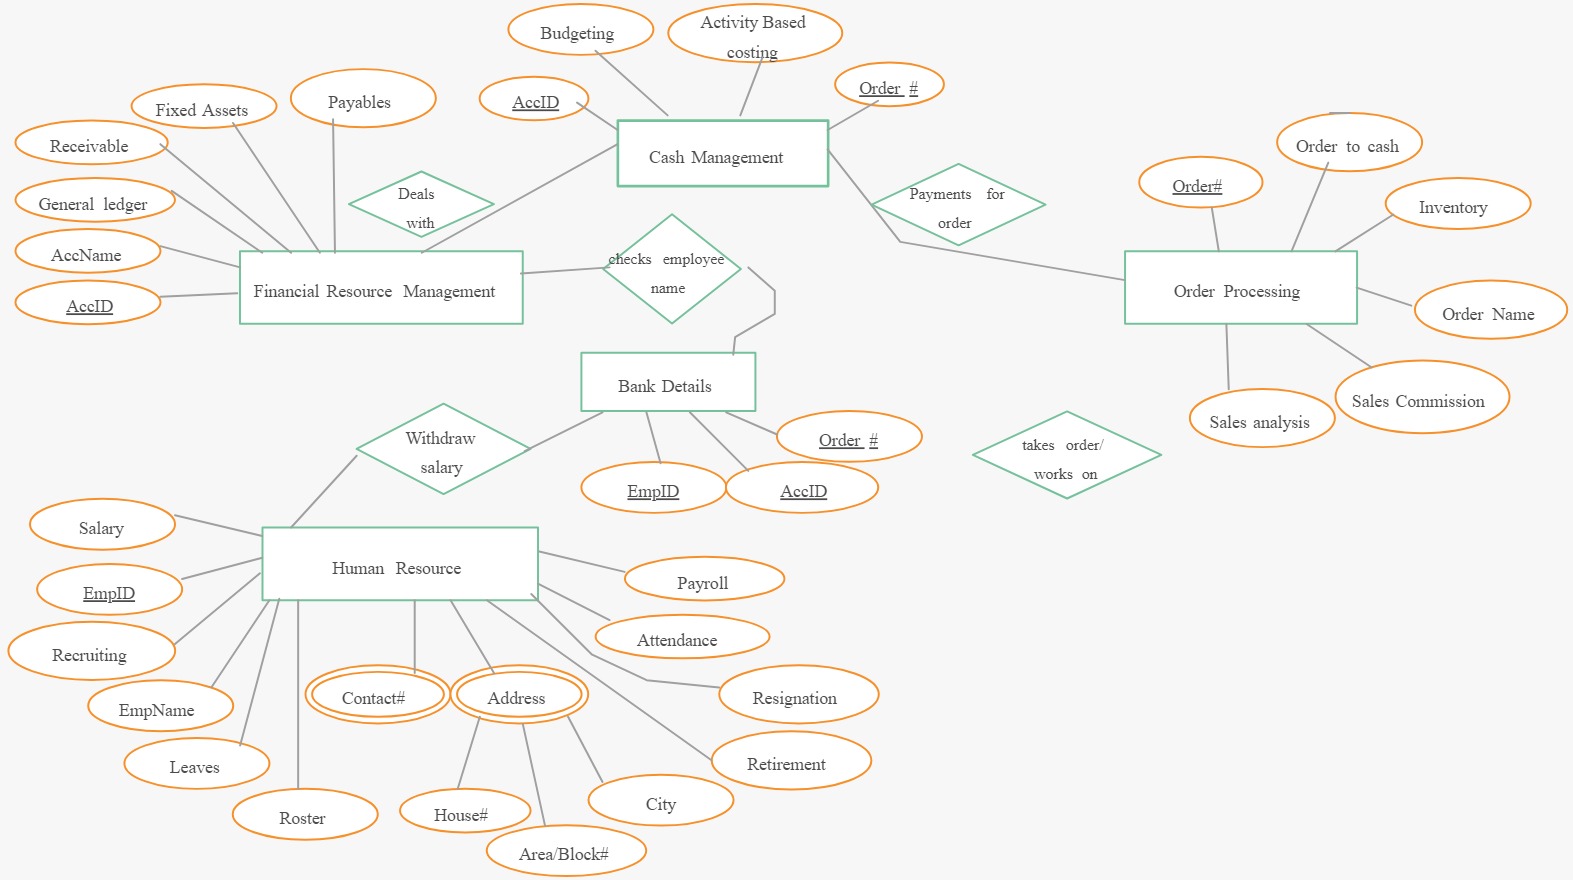 Budgeting
Activity Based
costing
AccID
Order #
Cash Management
Fixed Assets
Payables
Receivable
General ledger
AccName
AccID
Financial Resource Management
Deals
with
checks employee
name
Payments for
order
Order#
Order to cash
Inventory
Order Processing
Order Name
Sales Commission
Sales analysis
Bank Details
Order #
EmpID
AccID
takes order/
works on
Withdraw
salary
Human Resource
Salary
EmpID
Recruiting
EmpName
Leaves
Roster
Contact#
Address
House#
Area/Block#
City
Payroll
Attendance
Resignation
Retirement